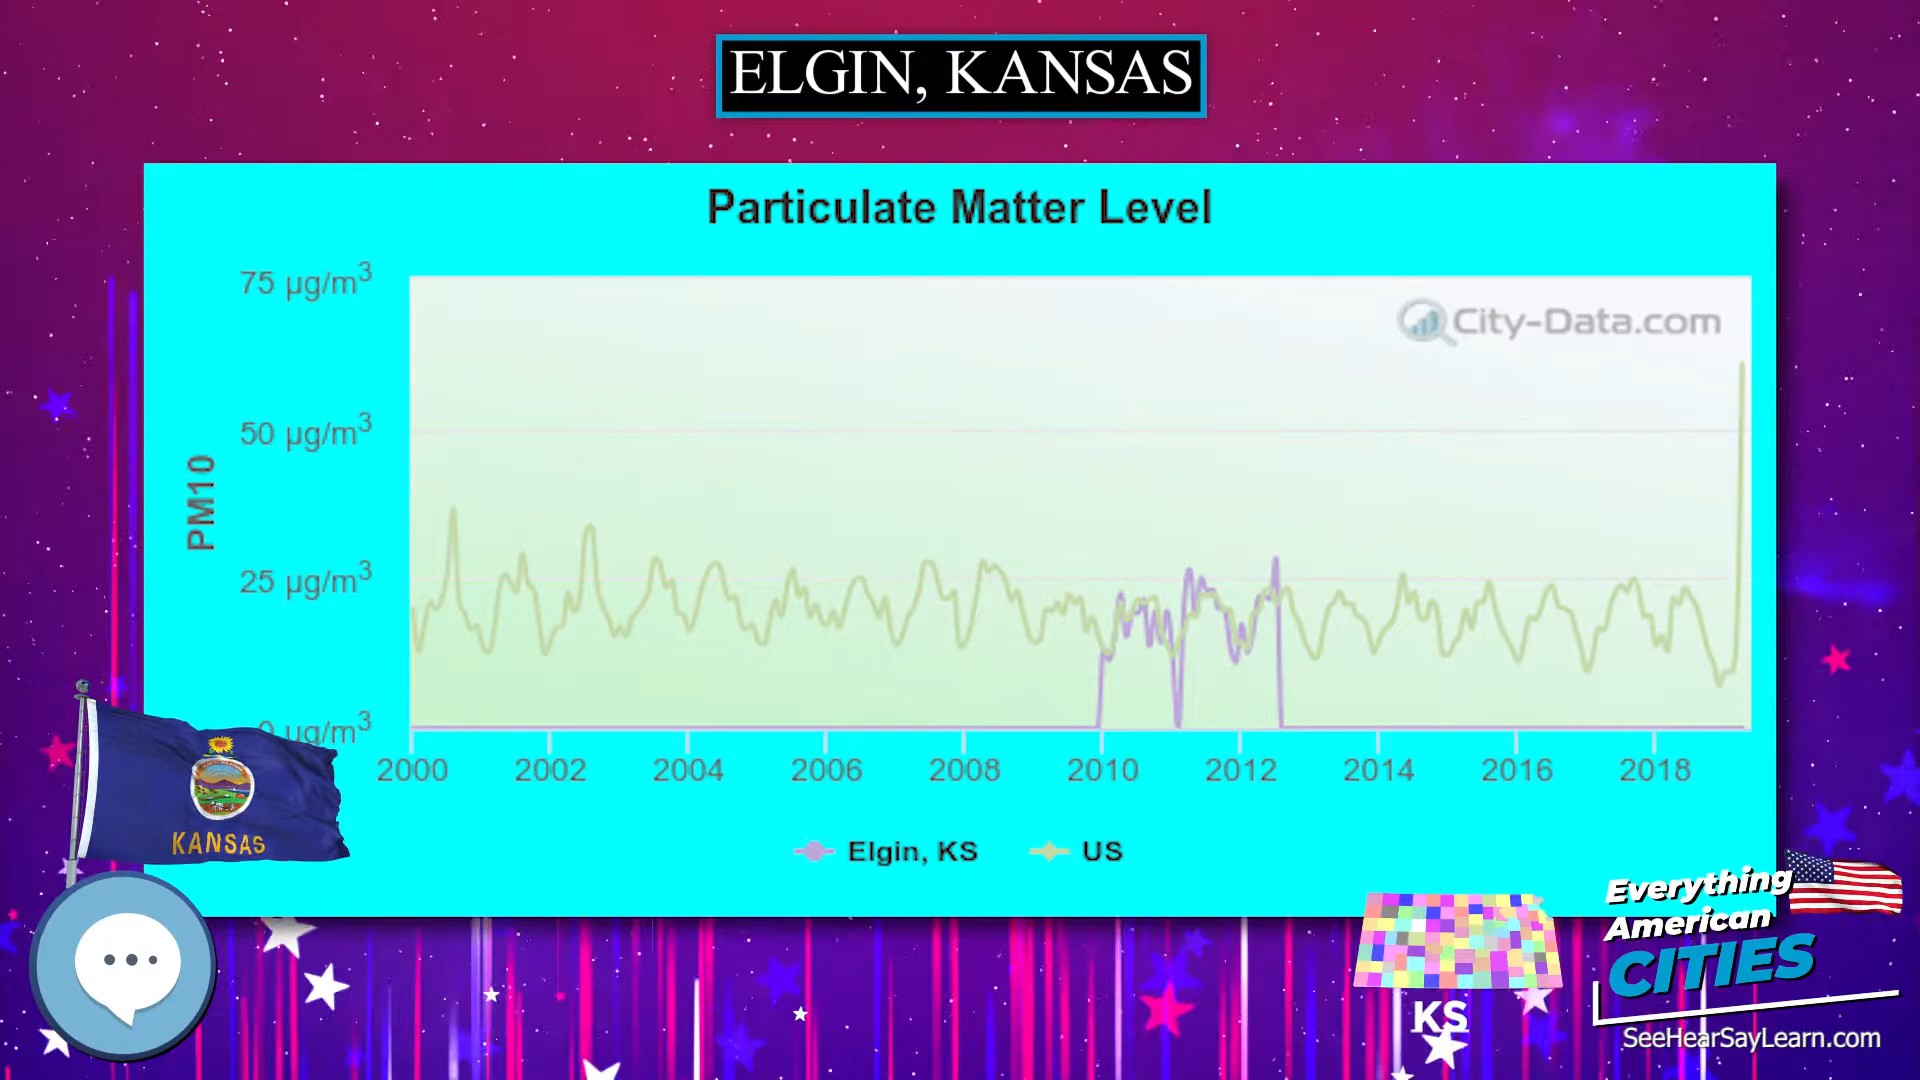 ELGIN, KANSAS
Particulate Matter Level
75 µg/m³
City-Data.com
50 µg/m³
PM10
25 µg/m³
0 µg/m³
2000 2002 2004 2006 2008 2010 2012 2014 2016 2018
KANSAS
Elgin, KS US
Everything
American
CITIES
KS
SeeHearSayLearn.com